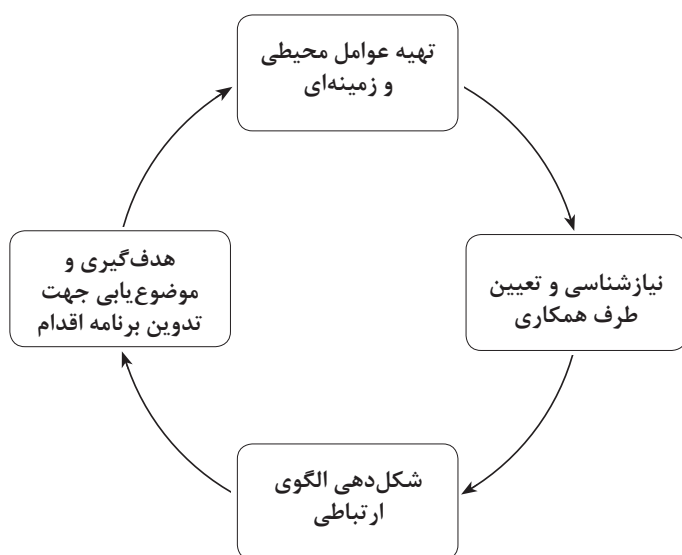 تهیه عوامل محیطی
و زمینه‌ای
نیازشناسی و تعیین
طرف همکاری
شکل‌دهی الگوی
ارتباطی
هدف‌گیری و
موضوع‌یابی جهت
تدوین برنامه اقدام